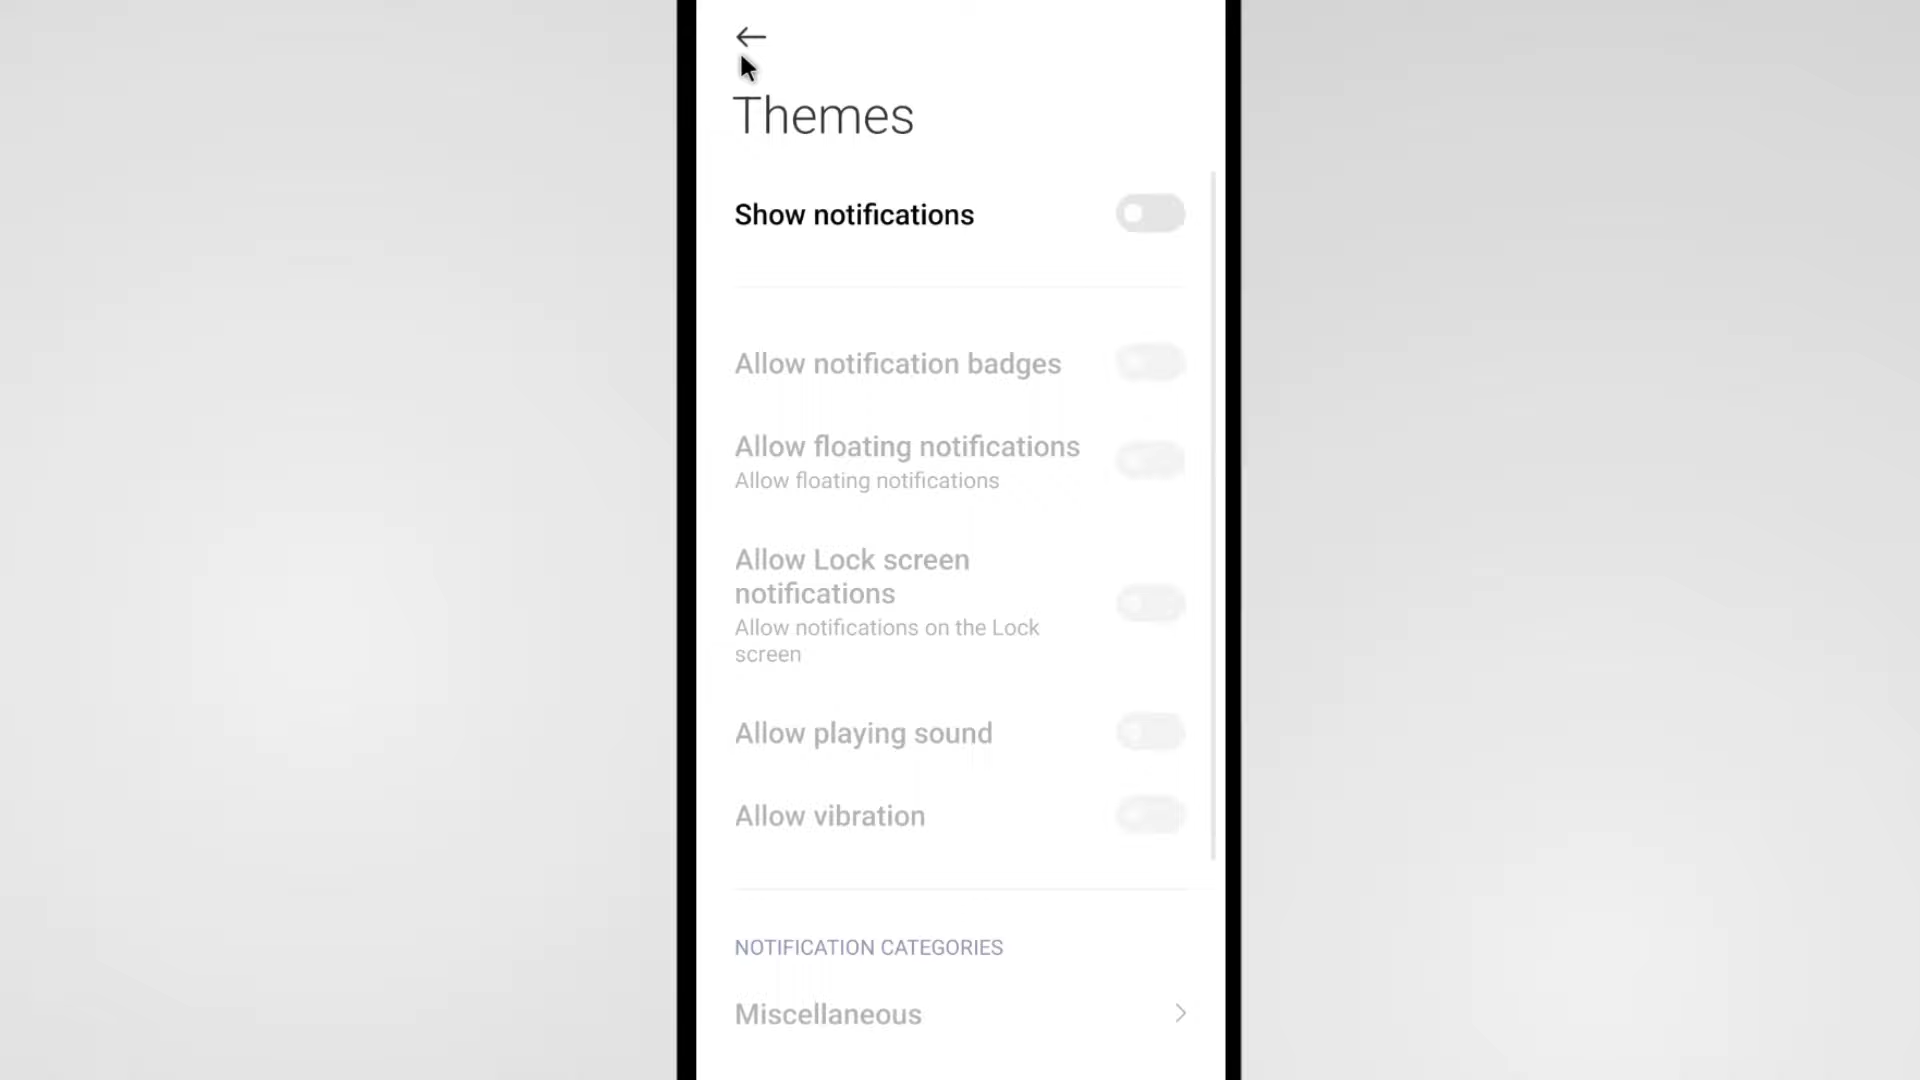 Themes
Show notifications
Allow notification badges
Allow floating notifications
Allow floating notifications
Allow Lock screen
notifications
Allow notifications on the Lock
screen
Allow playing sound
Allow vibration
NOTIFICATION CATEGORIES
Miscellaneous